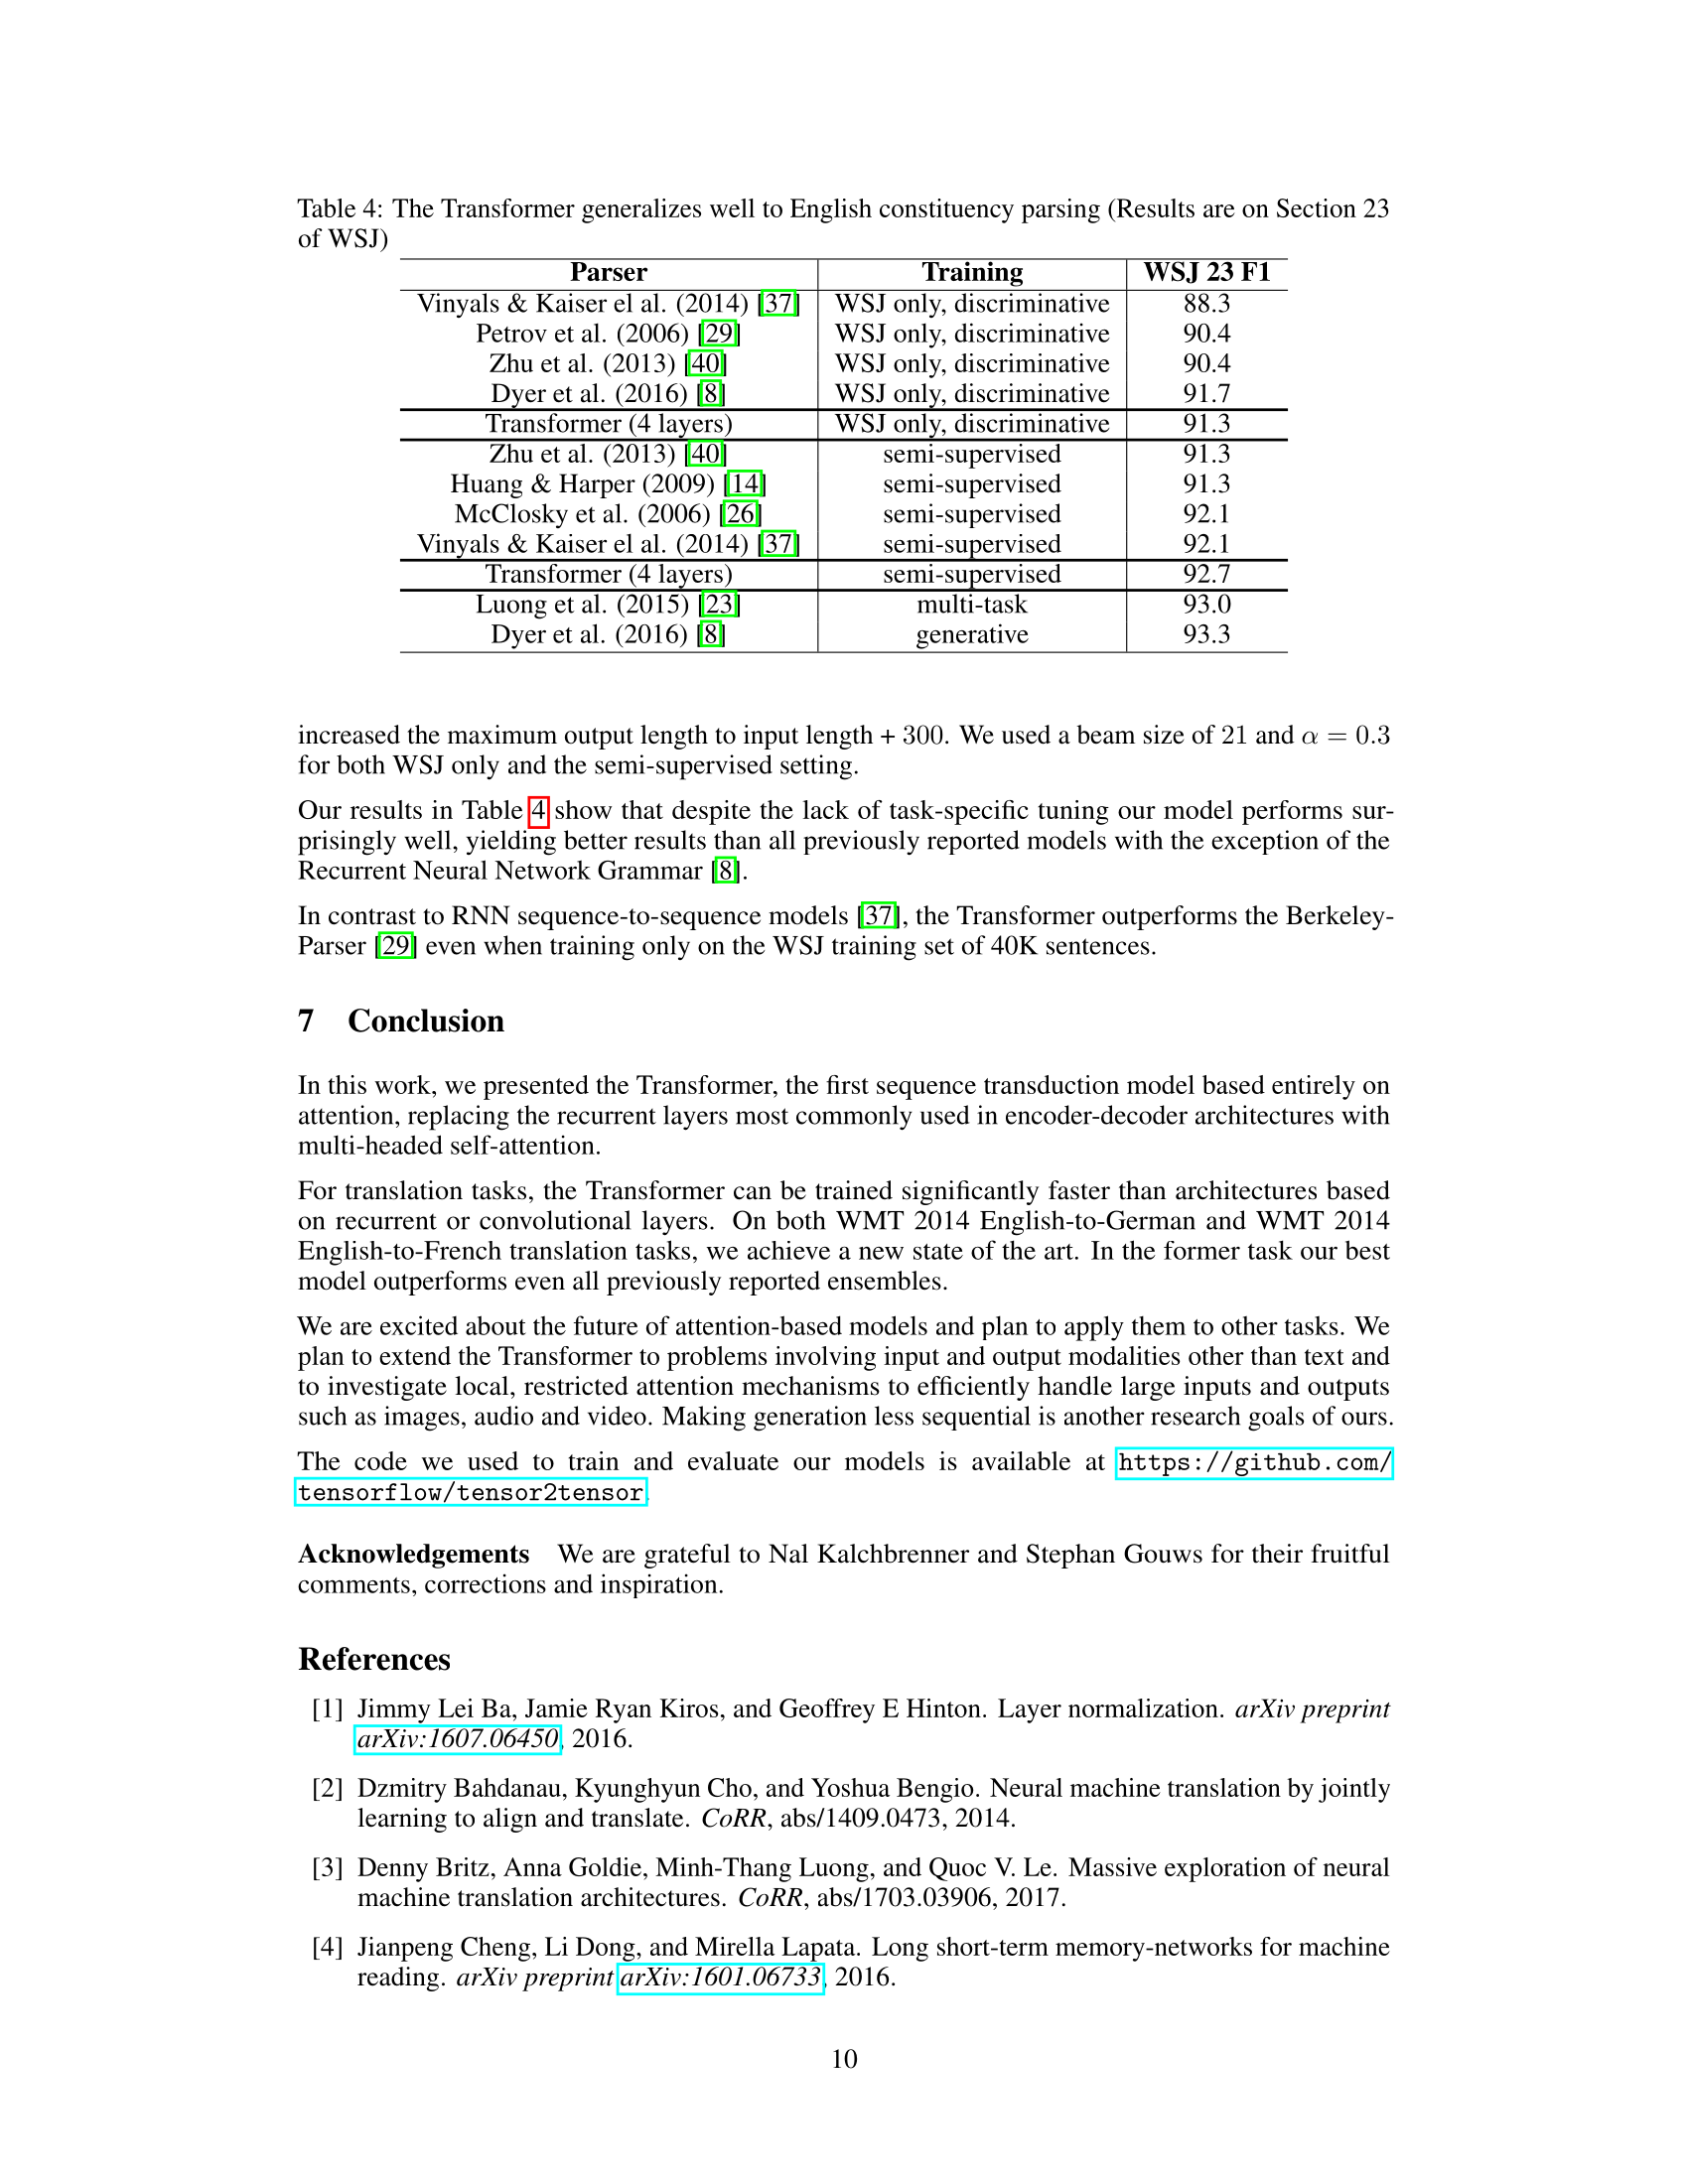 Table 4: The Transformer generalizes well to English constituency parsing (Results are on Section 23
of WSJ)
Parser Training WSJ 23 F1
Vinyals & Kaiser el al. (2014) [37] WSJ only, discriminative 88.3
Petrov et al. (2006) [29] WSJ only, discriminative 90.4
Zhu et al. (2013) [40] WSJ only, discriminative 90.4
Dyer et al. (2016) [8] WSJ only, discriminative 91.7
Transformer (4 layers) WSJ only, discriminative 91.3
Zhu et al. (2013) [40] semi-supervised 91.3
Huang & Harper (2009) [14] semi-supervised 91.3
McClosky et al. (2006) [26] semi-supervised 92.1
Vinyals & Kaiser el al. (2014) [37] semi-supervised 92.1
Transformer (4 layers) semi-supervised 92.7
Luong et al. (2015) [23] multi-task 93.0
Dyer et al. (2016) [8] generative 93.3
increased the maximum output length to input length + 300. We used a beam size of 21 and α = 0.3
for both WSJ only and the semi-supervised setting.
Our results in Table 4 show that despite the lack of task-specific tuning our model performs sur-
prisingly well, yielding better results than all previously reported models with the exception of the
Recurrent Neural Network Grammar [8].
In contrast to RNN sequence-to-sequence models [37], the Transformer outperforms the Berkeley-
Parser [29] even when training only on the WSJ training set of 40K sentences.
7 Conclusion
In this work, we presented the Transformer, the first sequence transduction model based entirely on
attention, replacing the recurrent layers most commonly used in encoder-decoder architectures with
multi-headed self-attention.
For translation tasks, the Transformer can be trained significantly faster than architectures based
on recurrent or convolutional layers. On both WMT 2014 English-to-German and WMT 2014
English-to-French translation tasks, we achieve a new state of the art. In the former task our best
model outperforms even all previously reported ensembles.
We are excited about the future of attention-based models and plan to apply them to other tasks. We
plan to extend the Transformer to problems involving input and output modalities other than text and
to investigate local, restricted attention mechanisms to efficiently handle large inputs and outputs
such as images, audio and video. Making generation less sequential is another research goals of ours.
The code we used to train and evaluate our models is available at https://github.com/
tensorflow/tensor2tensor.
Acknowledgements We are grateful to Nal Kalchbrenner and Stephan Gouws for their fruitful
comments, corrections and inspiration.
References
[1] Jimmy Lei Ba, Jamie Ryan Kiros, and Geoffrey E Hinton. Layer normalization. arXiv preprint
arXiv:1607.06450, 2016.
[2] Dzmitry Bahdanau, Kyunghyun Cho, and Yoshua Bengio. Neural machine translation by jointly
learning to align and translate. CoRR, abs/1409.0473, 2014.
[3] Denny Britz, Anna Goldie, Minh-Thang Luong, and Quoc V. Le. Massive exploration of neural
machine translation architectures. CoRR, abs/1703.03906, 2017.
[4] Jianpeng Cheng, Li Dong, and Mirella Lapata. Long short-term memory-networks for machine
reading. arXiv preprint arXiv:1601.06733, 2016.
10